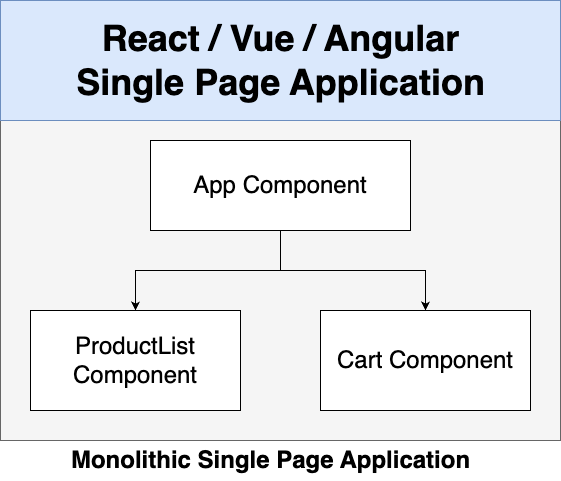 React / Vue / Angular
Single Page Application
App Component
ProductList
Component
Cart Component
Monolithic Single Page Application